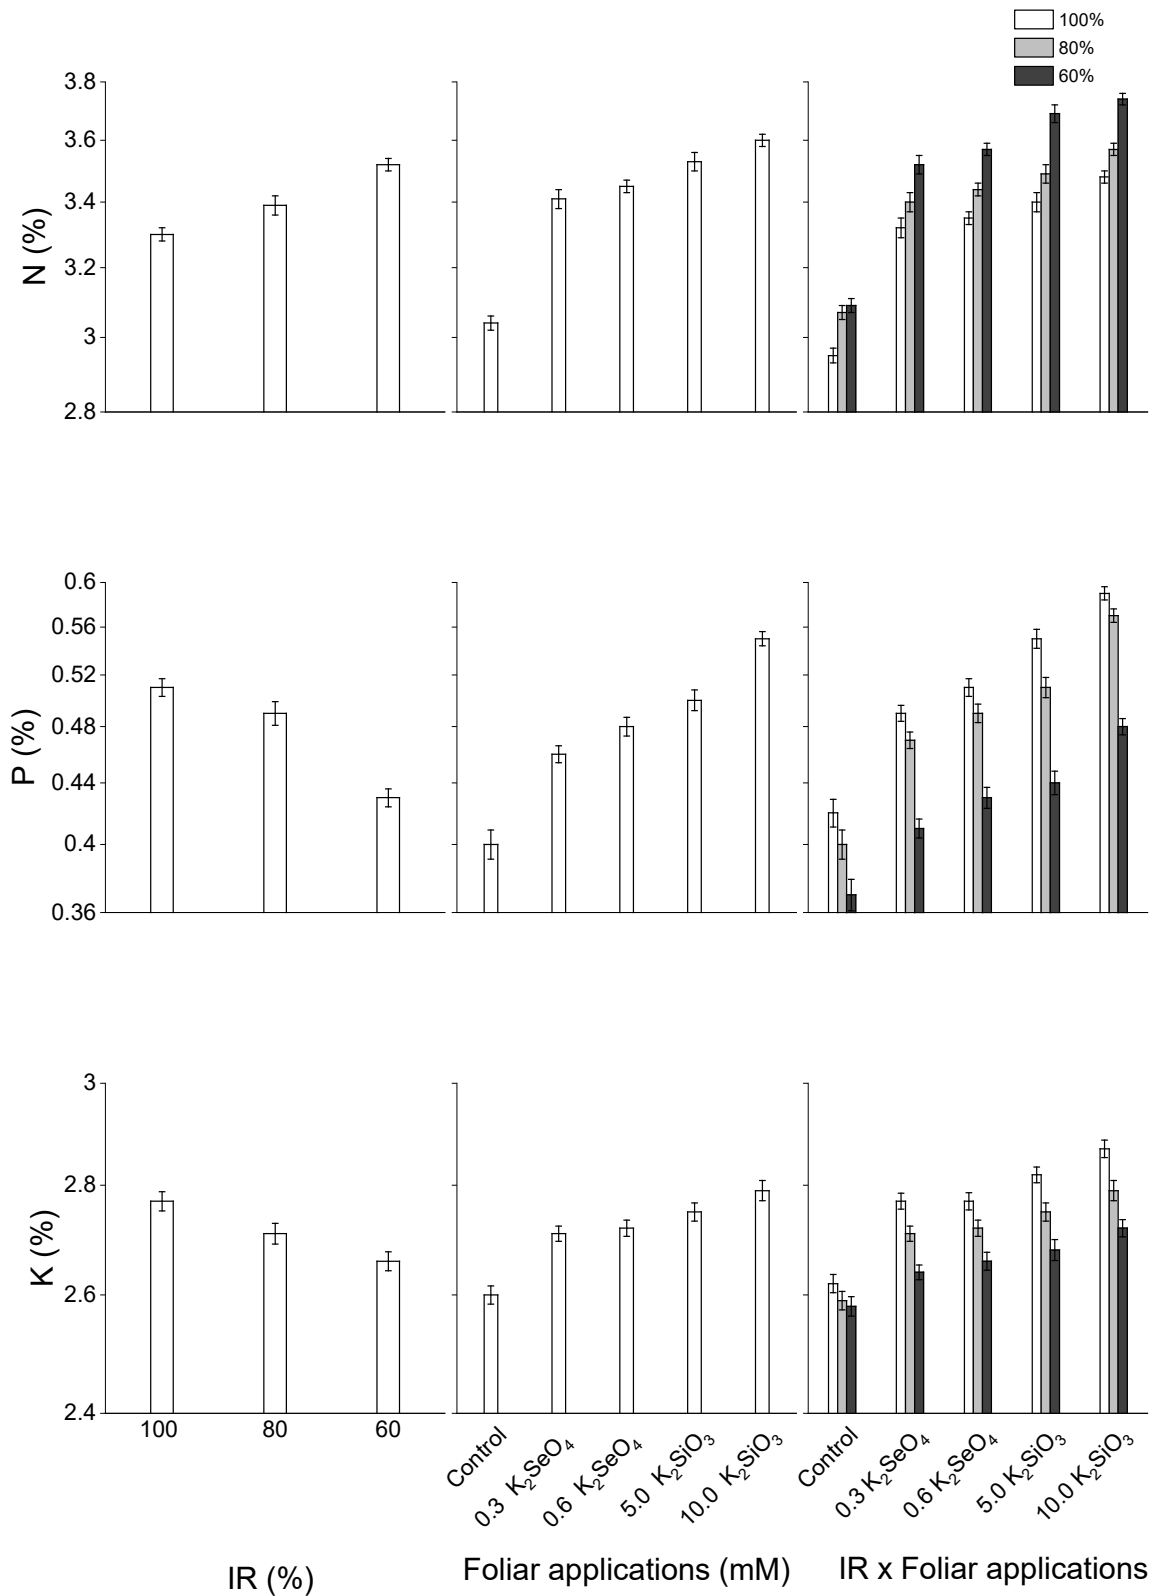 100%
80%
60%
3.8
3.6
3.4
3.2
3
2.8
N (%)
0.6
0.56
0.52
0.48
0.44
0.4
0.36
P (%)
3
2.8
2.6
2.4
K (%)
100 80 60
Control
0.3 K₂SeO₄
0.6 K₂SeO₄
5.0 K₂SiO₃
10.0 K₂SiO₃
Control
0.3 K₂SeO₄
0.6 K₂SeO₄
5.0 K₂SiO₃
10.0 K₂SiO₃
IR (%)
Foliar applications (mM)
IR x Foliar applications